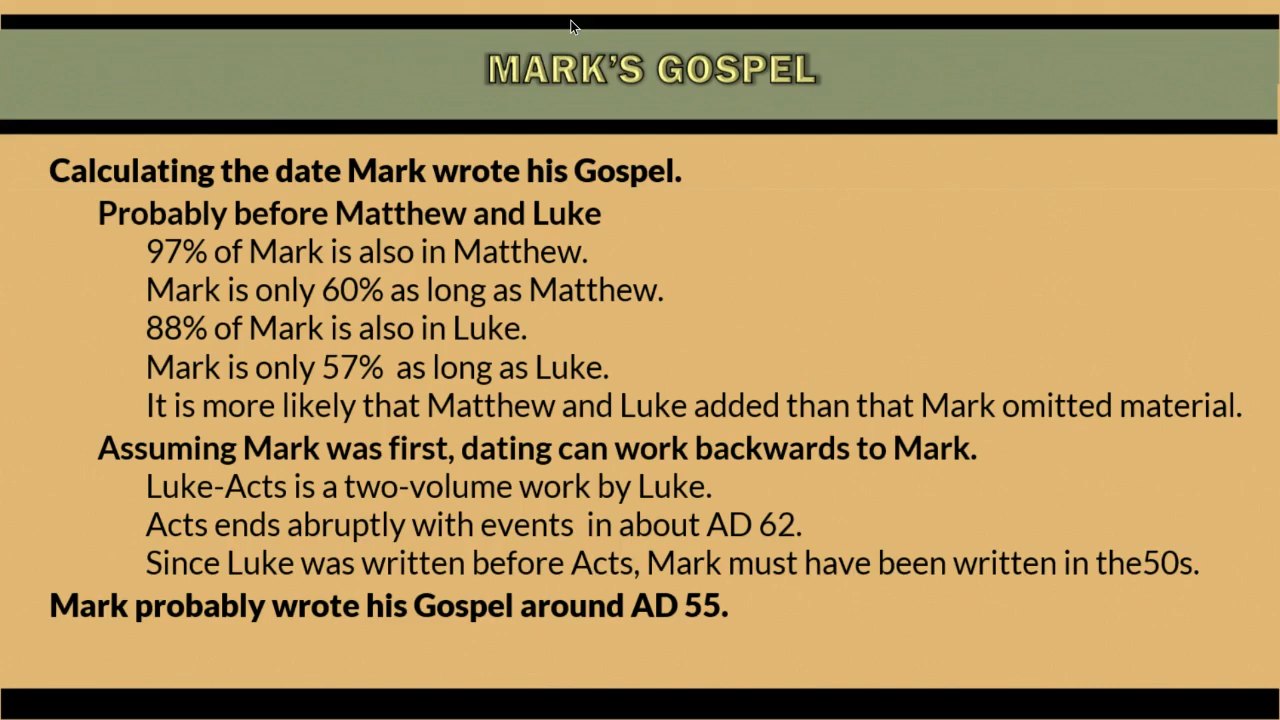 MARK'S GOSPEL
Calculating the date Mark wrote his Gospel.
Probably before Matthew and Luke
97% of Mark is also in Matthew.
Mark is only 60% as long as Matthew.
88% of Mark is also in Luke.
Mark is only 57%  as long as Luke.
It is more likely that Matthew and Luke added than that Mark omitted material.
Assuming Mark was first, dating can work backwards to Mark.
Luke-Acts is a two-volume work by Luke.
Acts ends abruptly with events  in about AD 62.
Since Luke was written before Acts, Mark must have been written in the50s.
Mark probably wrote his Gospel around AD 55.